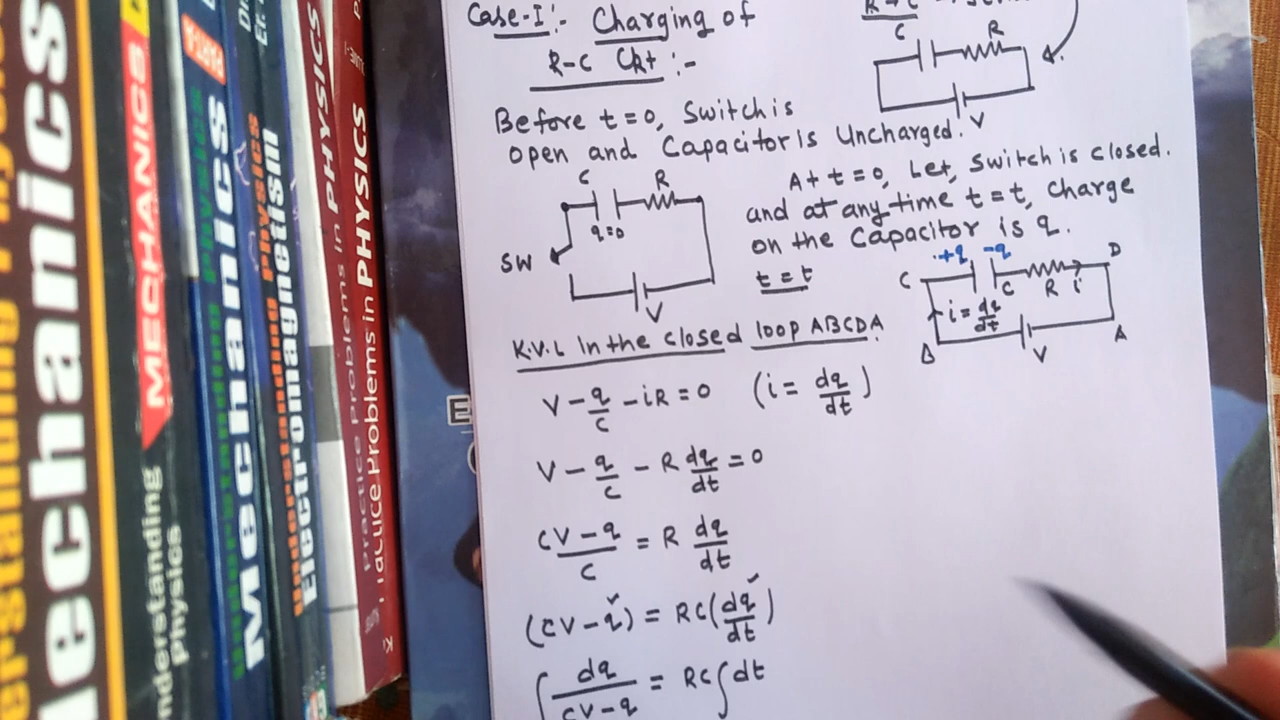 Case-I:- Charging of
R-C CKt :-
C R
V
Before t=0, Switch is
open and Capacitor is Uncharged.
C R
q=0
SW
V
At t=0, Let, Switch is closed.
and at any time t=t, Charge
on the Capacitor is q.
t=t
+q -q
C C R i D
i = dq/dt
B V A
K.V.L in the closed loop ABCDA.
V - q/C - iR = 0 (i = dq/dt)
V - q/C - R dq/dt = 0
CV-q/C = R dq/dt
(CV-q) = RC(dq/dt)
∫ dq/CV-q = RC∫dt
Mechanics
MECHANICS
Understanding
Physics
PART-1
Mechanics
Understanding Physics
Electromagnetism
Practice Problems in PHYSICS
Practice Problems in PHYSICS
E